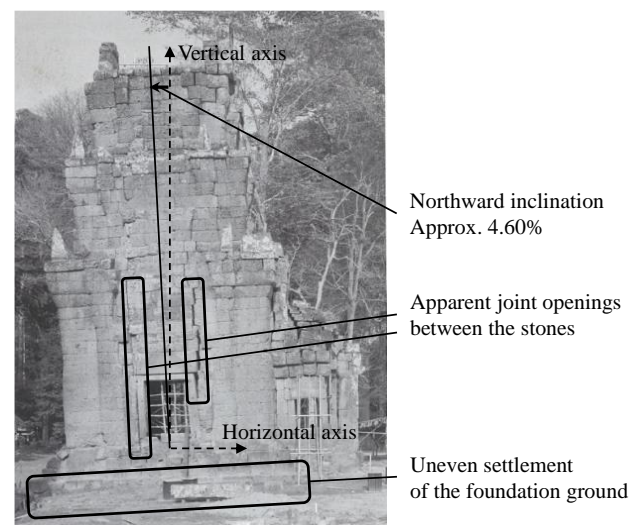 Vertical axis
Northward inclination
Approx. 4.60%
Apparent joint openings
between the stones
Horizontal axis
Uneven settlement
of the foundation ground